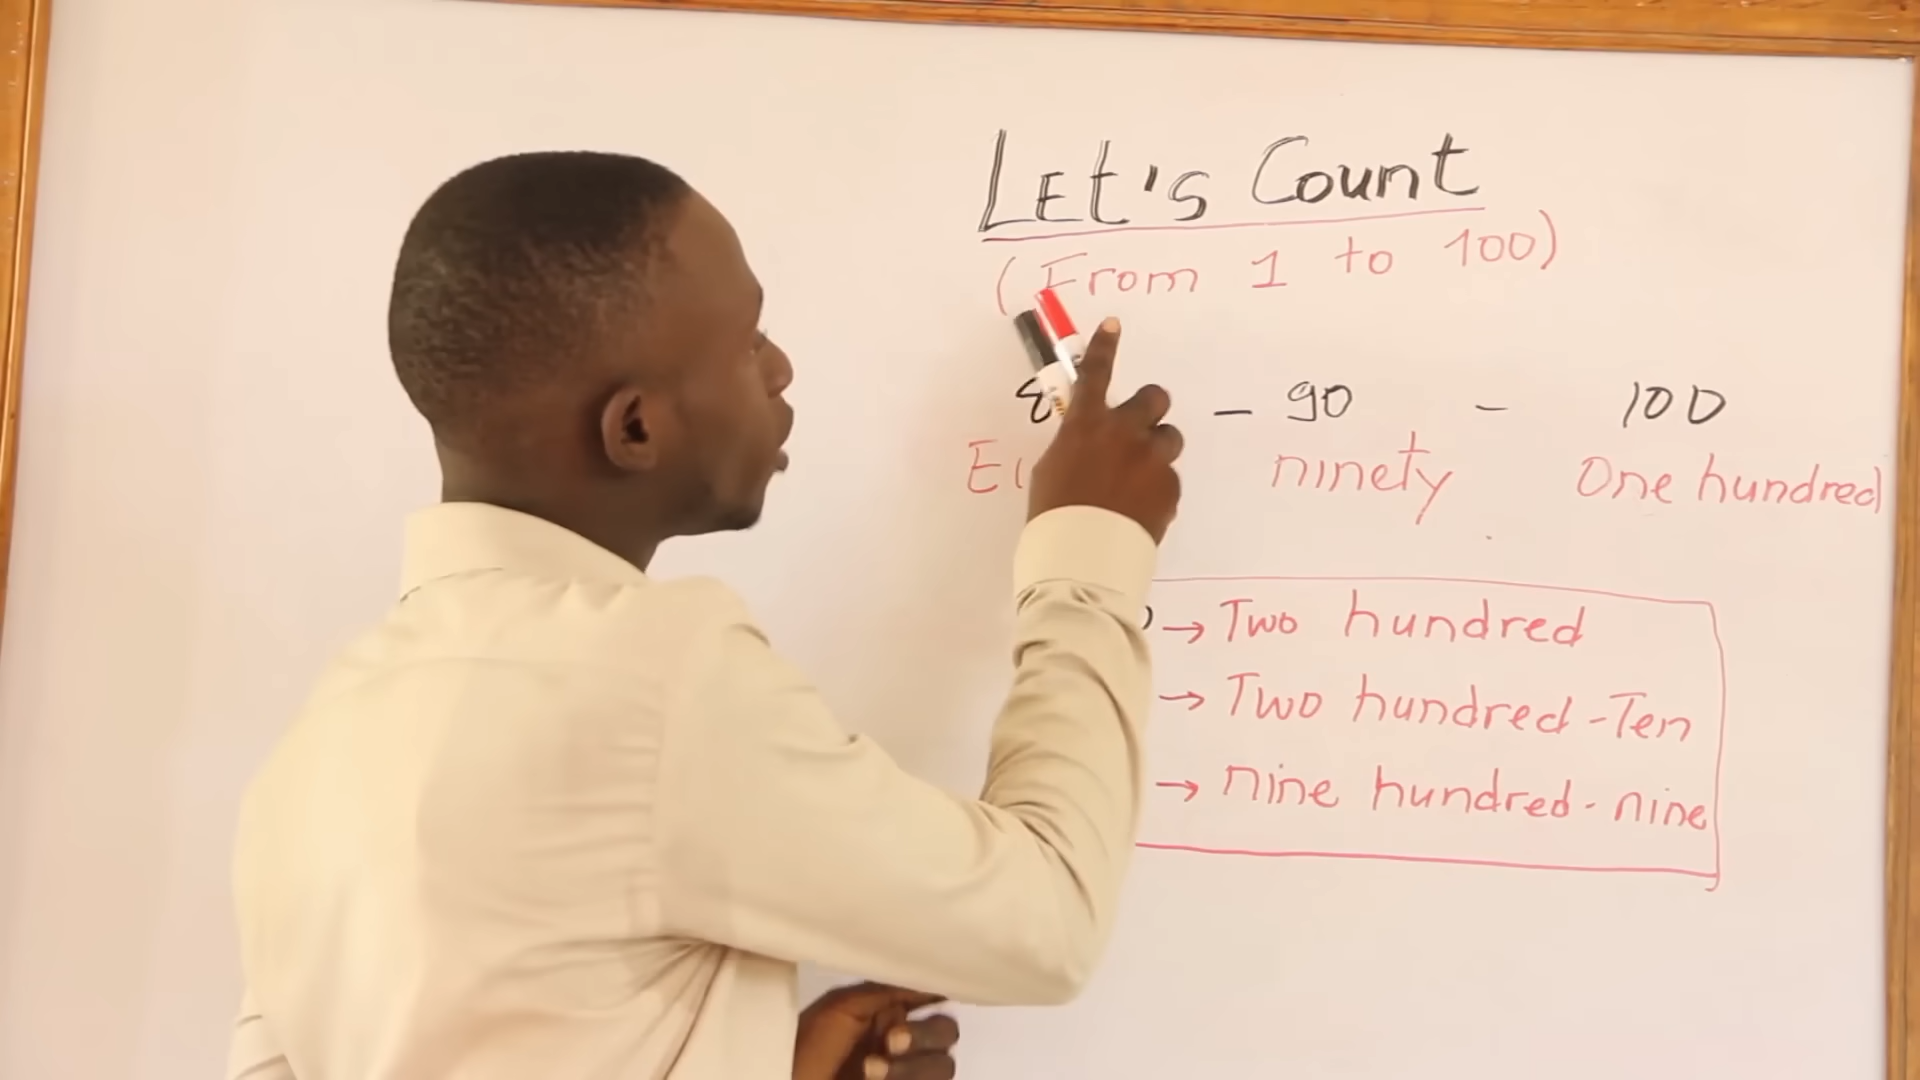 LEt's Count
(From 1 to 100)
– 90 – 100
ninety One hundred
→ Two hundred
→ Two hundred-Ten
→ nine hundred-nine